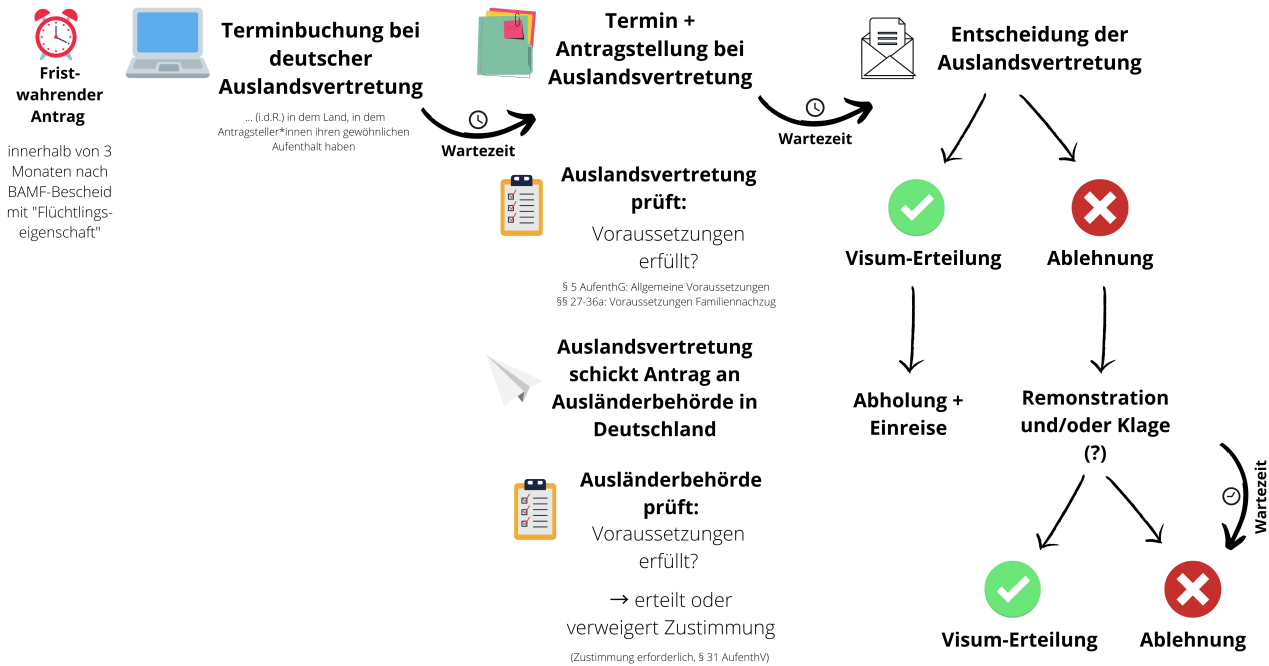 Frist-
wahrender
Antrag
innerhalb von 3
Monaten nach
BAMF-Bescheid
mit "Flüchtlings-
eigenschaft"
Terminbuchung bei
deutscher
Auslandsvertretung
... (i.d.R.) in dem Land, in dem
Antragsteller*innen ihren gewöhnlichen
Aufenthalt haben
Wartezeit
Termin +
Antragstellung bei
Auslandsvertretung
Auslandsvertretung
prüft:
Voraussetzungen
erfüllt?
§ 5 AufenthG: Allgemeine Voraussetzungen
§§ 27-36a: Voraussetzungen Familiennachzug
Auslandsvertretung
schickt Antrag an
Ausländerbehörde in
Deutschland
Ausländerbehörde
prüft:
Voraussetzungen
erfüllt?
→ erteilt oder
verweigert Zustimmung
(Zustimmung erforderlich, § 31 AufenthV)
Wartezeit
Entscheidung der
Auslandsvertretung
Visum-Erteilung
Ablehnung
Abholung +
Einreise
Remonstration
und/oder Klage
(?)
Wartezeit
Visum-Erteilung
Ablehnung